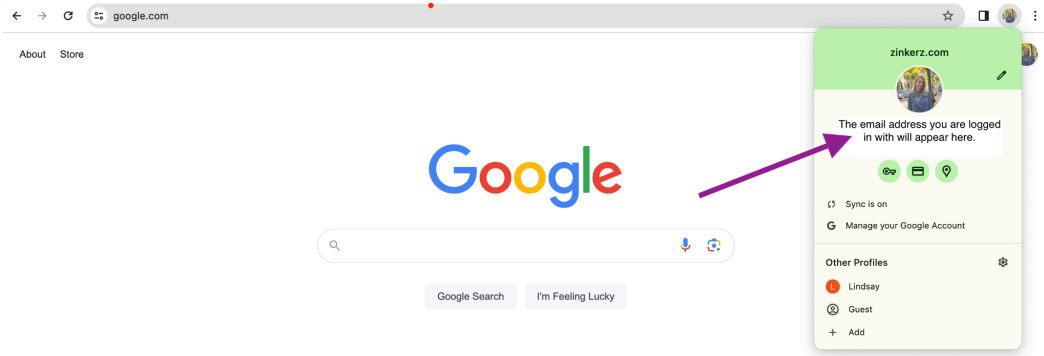 google.com
About Store
zinkerz.com
The email address you are logged
in with will appear here.
Google
Sync is on
G Manage your Google Account
Google Search I'm Feeling Lucky
Other Profiles
L Lindsay
Guest
+ Add